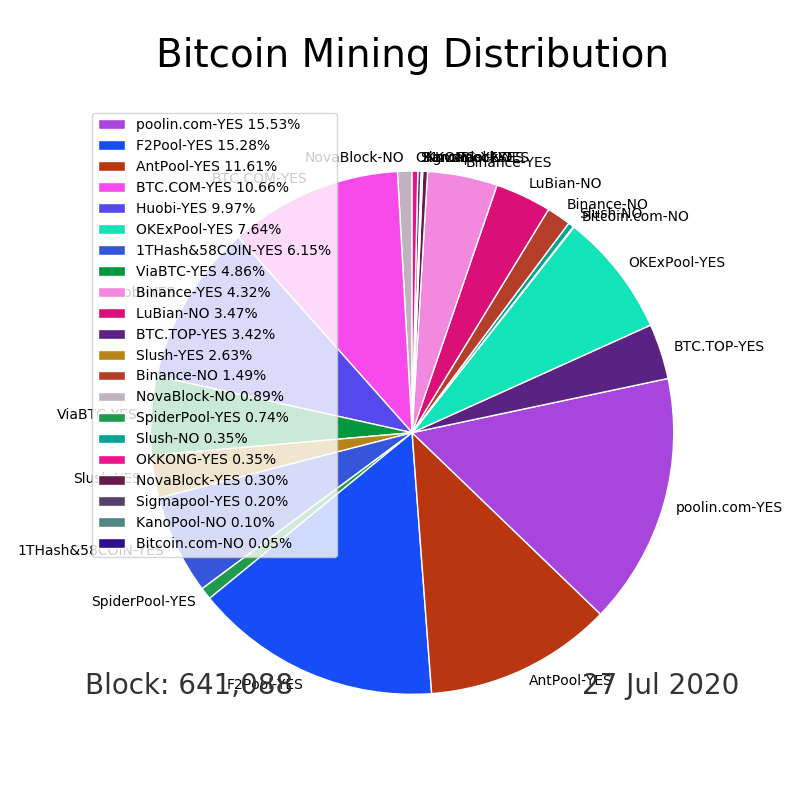 Bitcoin Mining Distribution
poolin.com-YES 15.53%
F2Pool-YES 15.28%
AntPool-YES 11.61%
BTC.COM-YES 10.66%
Huobi-YES 9.97%
OKExPool-YES 7.64%
1THash&58COIN-YES 6.15%
ViaBTC-YES 4.86%
Binance-YES 4.32%
LuBian-NO 3.47%
BTC.TOP-YES 3.42%
Slush-YES 2.63%
Binance-NO 1.49%
NovaBlock-NO 0.89%
SpiderPool-YES 0.74%
Slush-NO 0.35%
OKKONG-YES 0.35%
NovaBlock-YES 0.30%
Sigmapool-YES 0.20%
KanoPool-NO 0.10%
Bitcoin.com-NO 0.05%
NovaBlock-NO
Binance-YES
BTC.COM-YES
LuBian-NO
Binance-NO
Slush-NO
Bitcoin.com-NO
OKExPool-YES
BTC.TOP-YES
ViaBTC-YES
Slush-YES
poolin.com-YES
1THash&58COIN-YES
SpiderPool-YES
F2Pool-YES
AntPool-YES
Block: 641,088
27 Jul 2020